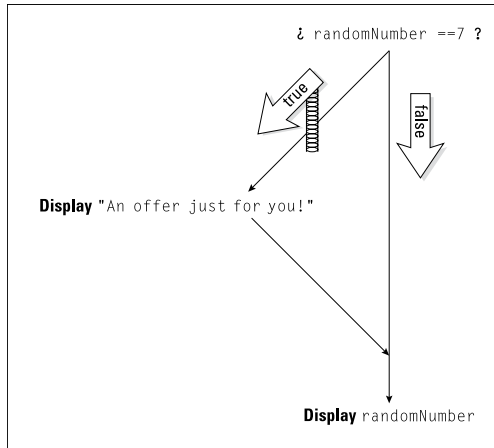 ¿ randomNumber ==7 ?
true
false
Display "An offer just for you!"
Display randomNumber